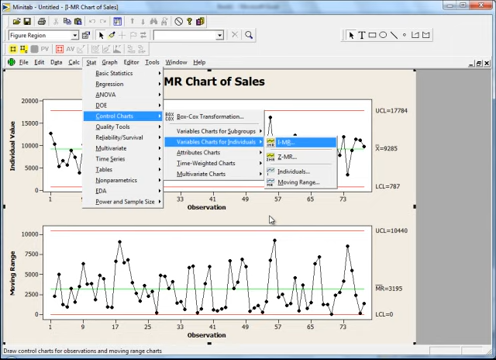 Minitab - Untitled - [I-MR Chart of Sales]
Figure Region
File Edit Data Calc Stat Graph Editor Tools Window Help
Basic Statistics
Regression
ANOVA
DOE
Control Charts
Quality Tools
Reliability/Survival
Multivariate
Time Series
Tables
Nonparametrics
EDA
Power and Sample Size
Box-Cox Transformation...
Variables Charts for Subgroups
Variables Charts for Individuals
Attributes Charts
Time-Weighted Charts
Multivariate Charts
I-MR...
Z-MR...
Individuals...
Moving Range...
MR Chart of Sales
Individual Value
20000
15000
10000
5000
0
UCL=17784
X=9285
LCL=787
1 33 41 49 57 65 73
Observation
Moving Range
10000
7500
5000
2500
0
UCL=10440
MR=3195
LCL=0
1 9 17 25 33 41 49 57 65 73
Observation
Draw control charts for observations and moving range charts